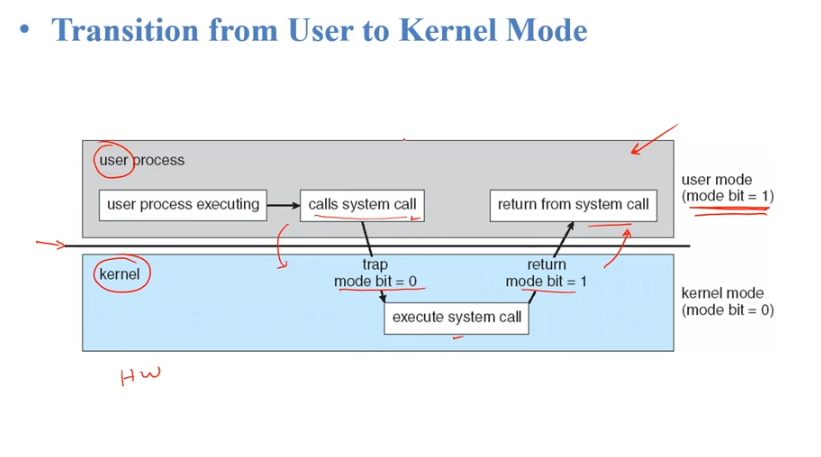 • Transition from User to Kernel Mode
user process
user process executing
calls system call
return from system call
user mode
(mode bit = 1)
trap
mode bit = 0
return
mode bit = 1
kernel
execute system call
kernel mode
(mode bit = 0)
HW